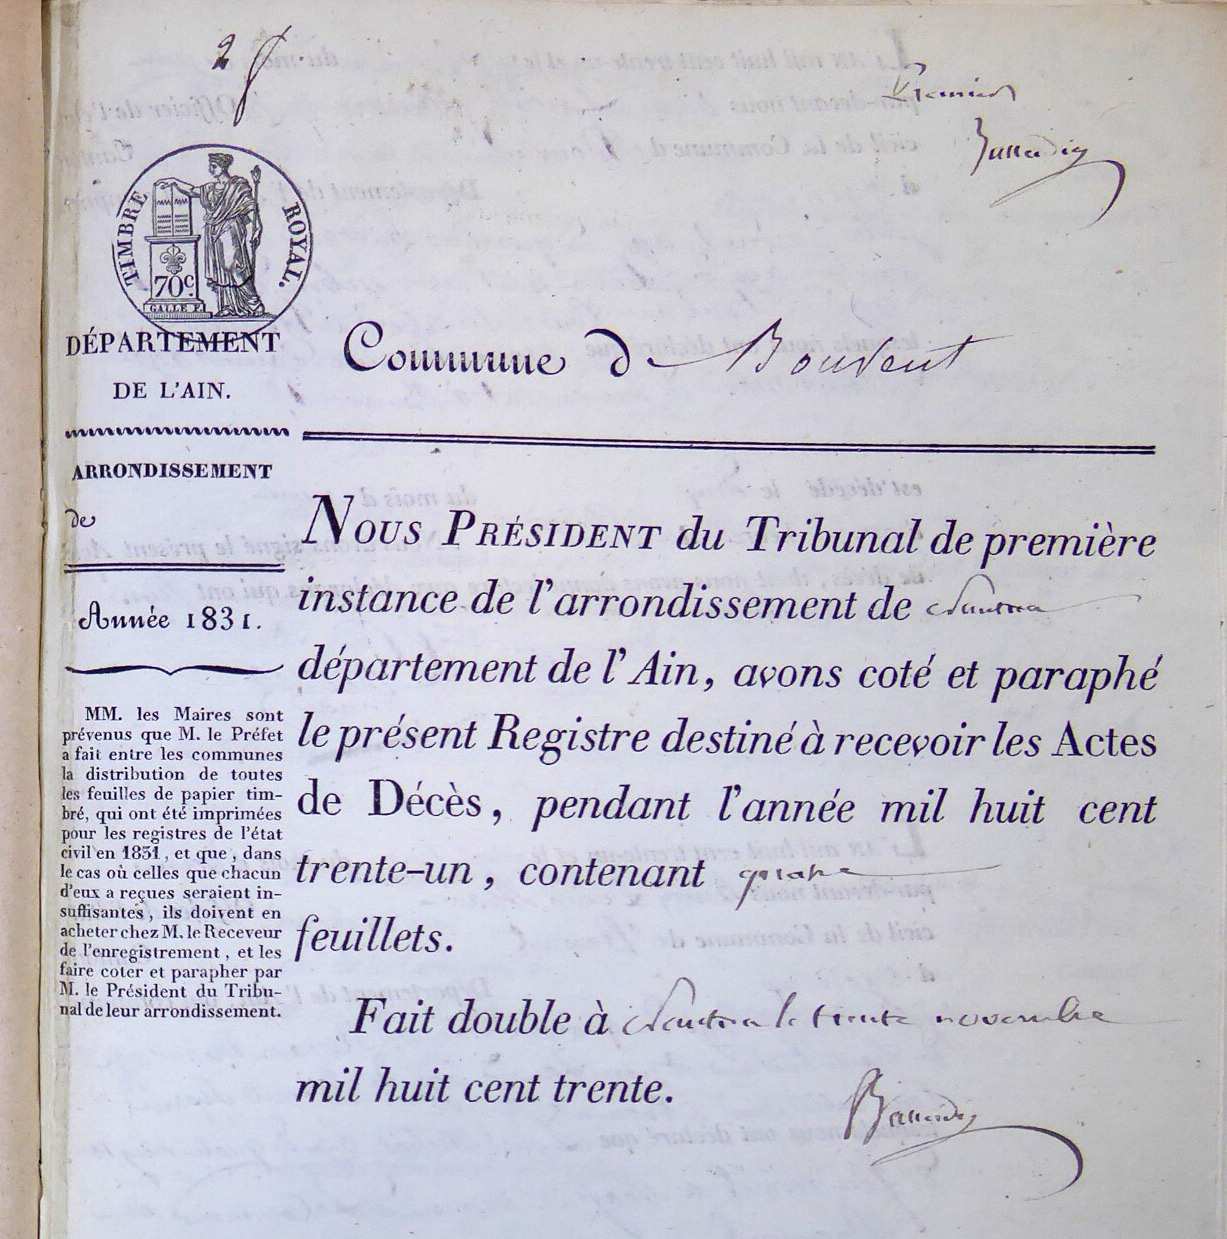 2
Premier
TIMBRE ROYAL.
70c.
GALLE F.
DÉPARTEMENT
DE L'AIN.
Commune de Bouvent
ARRONDISSEMENT
de
Année 1831.
MM. les Maires sont
prévenus que M. le Préfet
a fait entre les communes
la distribution de toutes
les feuilles de papier tim-
bré, qui ont été imprimées
pour les registres de l'état
civil en 1831, et que, dans
le cas où celles que chacun
d'eux a reçues seraient in-
suffisantes, ils doivent en
acheter chez M. le Receveur
de l'enregistrement, et les
faire coter et parapher par
M. le Président du Tribu-
nal de leur arrondissement.
NOUS PRÉSIDENT du Tribunal de première
instance de l'arrondissement de Nantua
département de l'Ain, avons coté et paraphé
le présent Registre destiné à recevoir les Actes
de Décès, pendant l'année mil huit cent
trente-un, contenant quatre
feuillets.
Fait double à Nantua le trente novembre
mil huit cent trente.